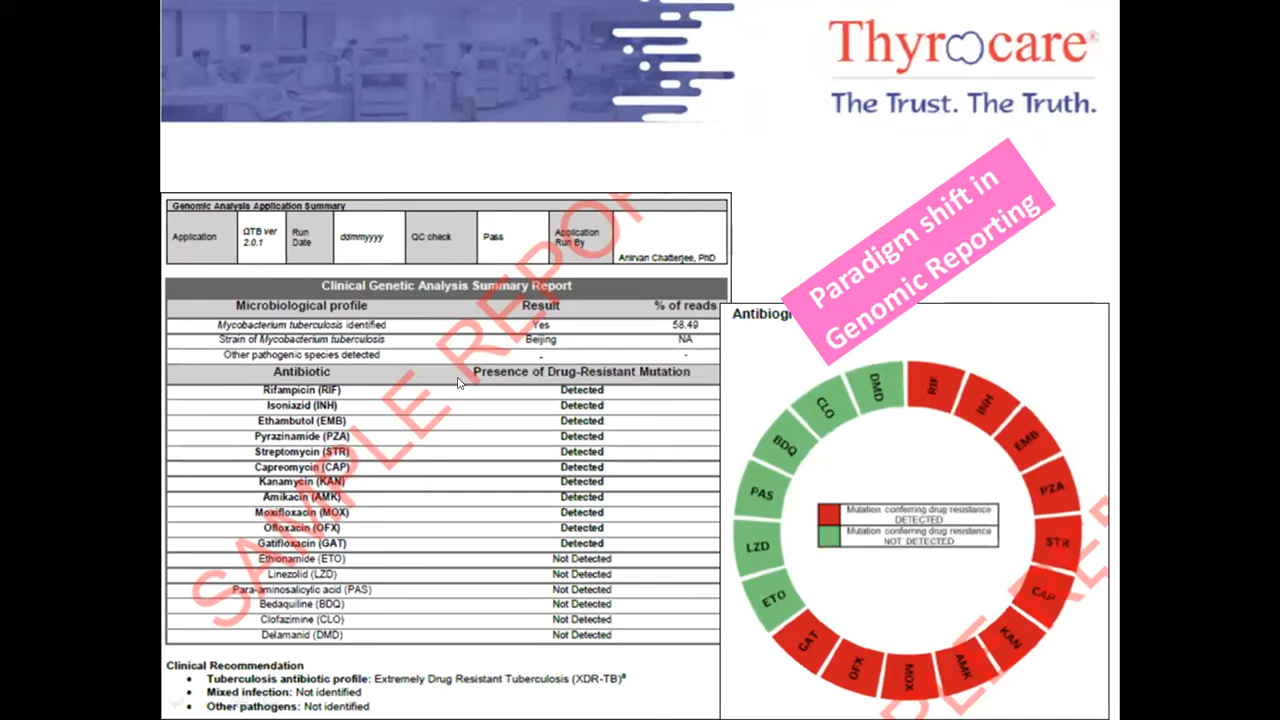 Thyrocare®
The Trust. The Truth.
Paradigm shift in
Genomic Reporting
Genomic Analysis Application Summary
Application ΩTB ver 2.0.1 Run Date ddmmyyyy QC check Pass Application Run By Anirvan Chatterjee, PhD
Clinical Genetic Analysis Summary Report
Microbiological profile Result % of reads
Mycobacterium tuberculosis identified Yes 58.49
Strain of Mycobacterium tuberculosis Beijing NA
Other pathogenic species detected - -
Antibiotic Presence of Drug-Resistant Mutation
Rifampicin (RIF) Detected
Isoniazid (INH) Detected
Ethambutol (EMB) Detected
Pyrazinamide (PZA) Detected
Streptomycin (STR) Detected
Capreomycin (CAP) Detected
Kanamycin (KAN) Detected
Amikacin (AMK) Detected
Moxifloxacin (MOX) Detected
Ofloxacin (OFX) Detected
Gatifloxacin (GAT) Detected
Ethionamide (ETO) Not Detected
Linezolid (LZD) Not Detected
Para-aminosalicylic acid (PAS) Not Detected
Bedaquiline (BDQ) Not Detected
Clofazimine (CLO) Not Detected
Delamanid (DMD) Not Detected
SAMPLE REPOR
Clinical Recommendation
• Tuberculosis antibiotic profile: Extremely Drug Resistant Tuberculosis (XDR-TB)ª
• Mixed infection: Not identified
• Other pathogens: Not identified
Antibiog
RIF
INH
EMB
PZA
STR
CAP
KAN
AMK
MOX
OFX
GAT
ETO
LZD
PAS
BDQ
CLO
DMD
Mutation conferring drug resistance
DETECTED
Mutation conferring drug resistance
NOT DETECTED
PLE REPOR